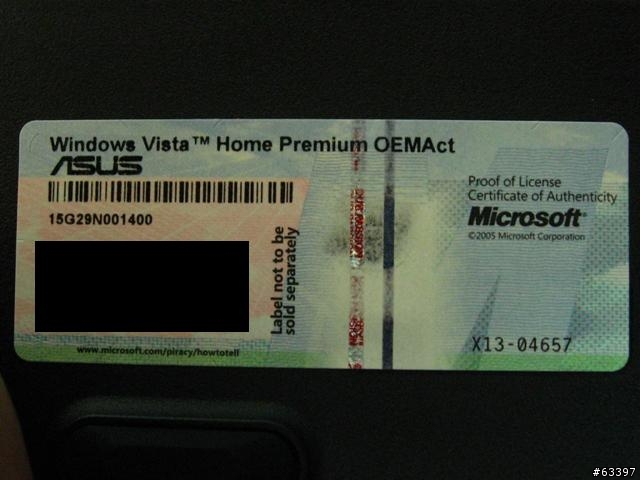 Windows Vista™ Home Premium OEMAct
ASUS
15G29N001400
Label not to be
sold separately
www.microsoft.com/piracy/howtotell
Proof of License
Certificate of Authenticity
Microsoft®
©2005 Microsoft Corporation
X13-04657
#63397